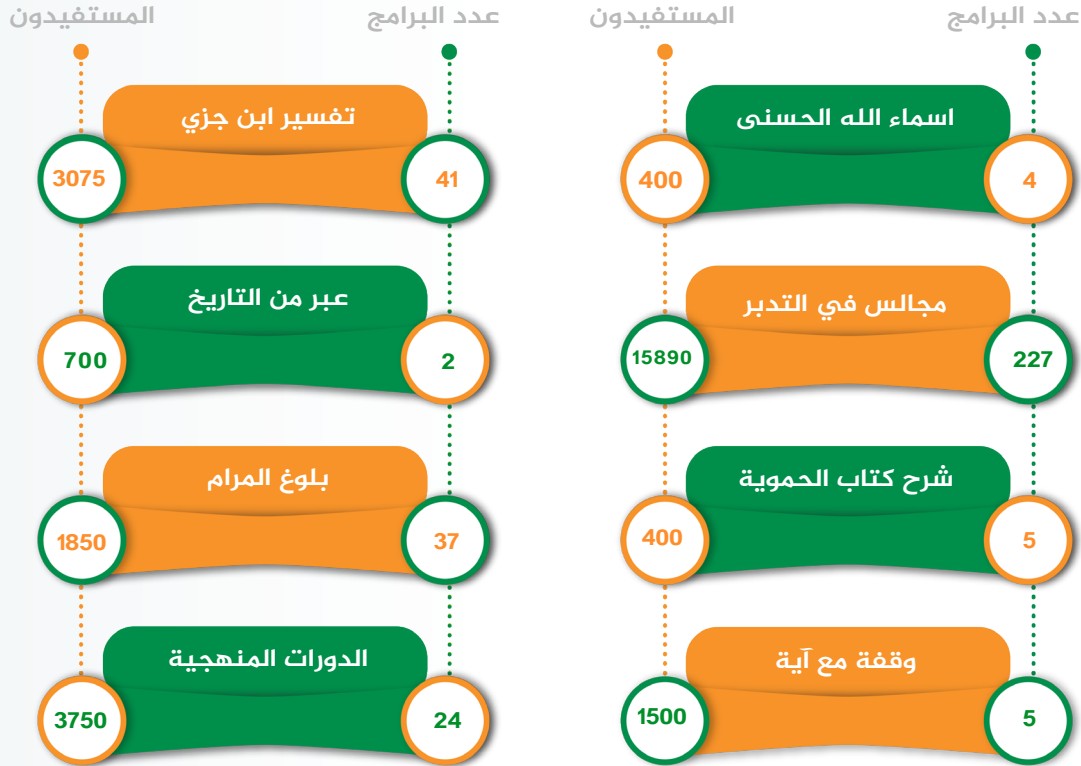 عدد البرامج
المستفيدون
اسماء الله الحسنى
4
400
مجالس في التدبر
227
15890
شرح كتاب الحموية
5
400
وقفة مع آية
5
1500
عدد البرامج
المستفيدون
تفسير ابن جزي
41
3075
عبر من التاريخ
2
700
بلوغ المرام
37
1850
الدورات المنهجية
24
3750